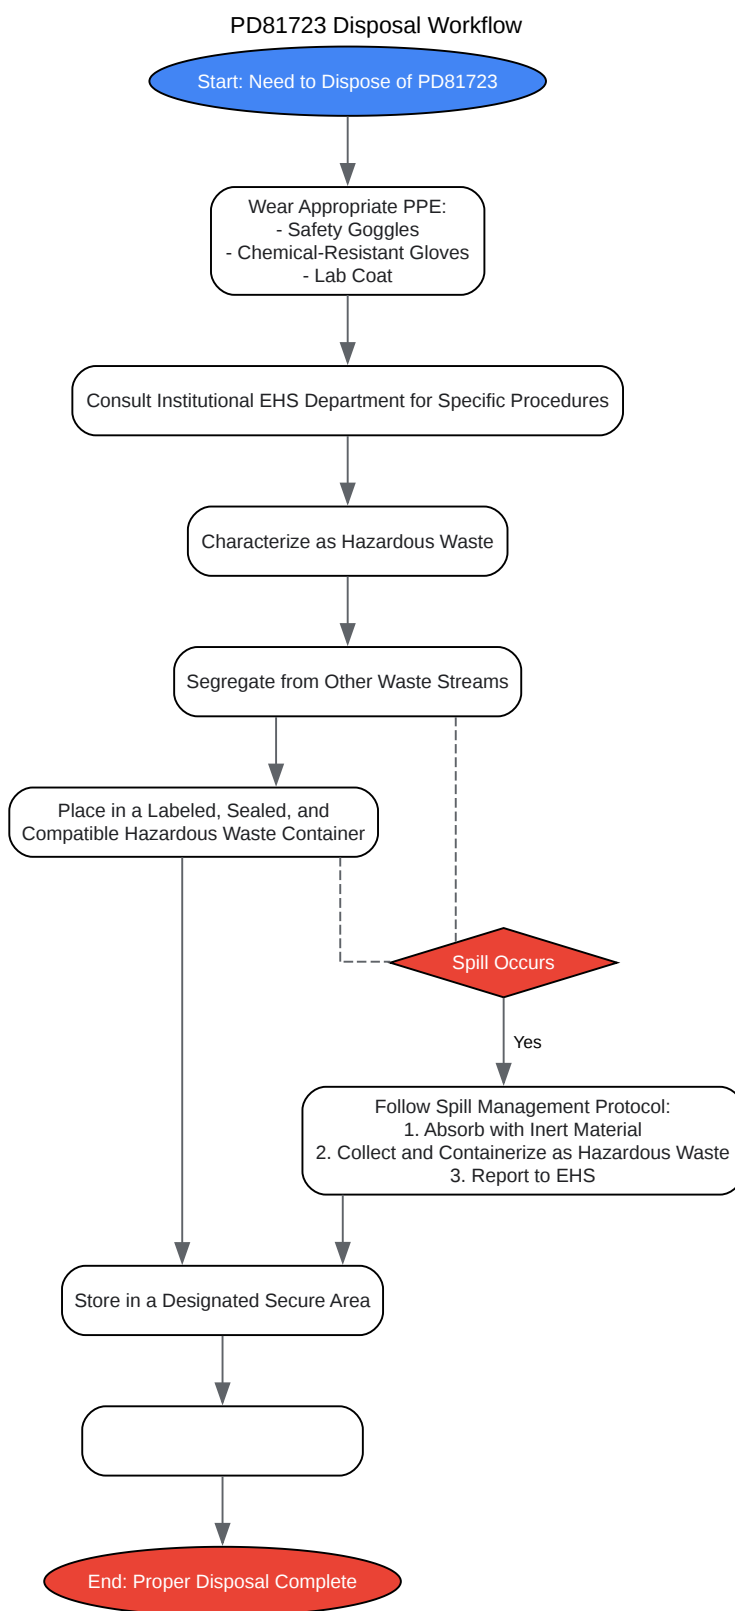 PD81723 Disposal Workflow
Start: Need to Dispose of PD81723
Wear Appropriate PPE:
- Safety Goggles
- Chemical-Resistant Gloves
- Lab Coat
Consult Institutional EHS Department for Specific Procedures
Characterize as Hazardous Waste
Segregate from Other Waste Streams
Place in a Labeled, Sealed, and
Compatible Hazardous Waste Container
Spill Occurs
Yes
Follow Spill Management Protocol:
1. Absorb with Inert Material
2. Collect and Containerize as Hazardous Waste
3. Report to EHS
Store in a Designated Secure Area
End: Proper Disposal Complete